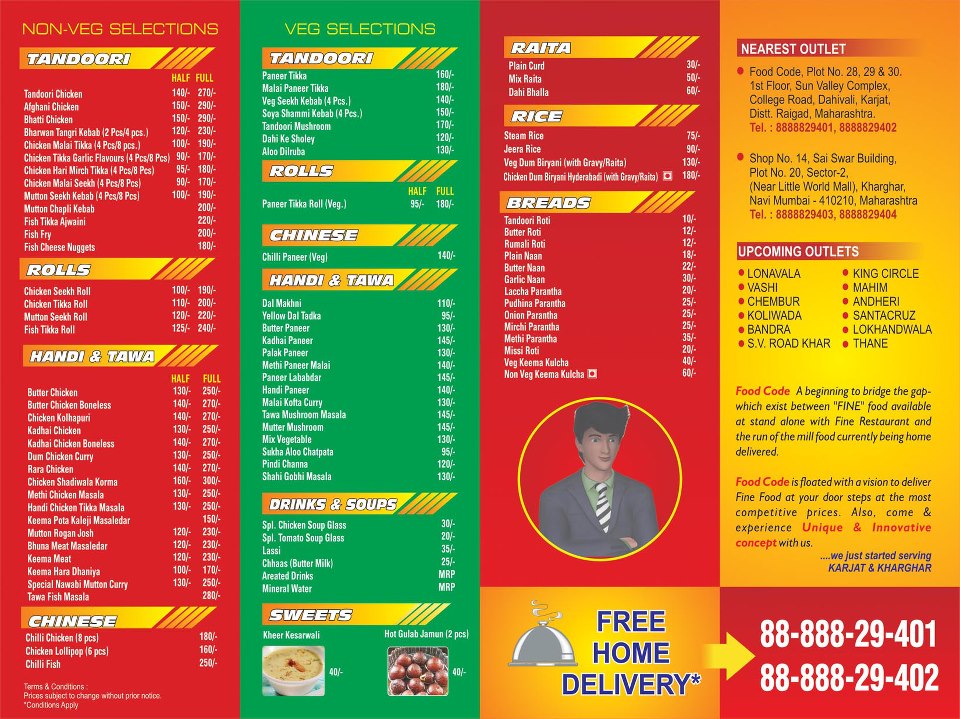 NON-VEG SELECTIONS
TANDOORI
HALF FULL
Tandoori Chicken 140/- 270/-
Afghani Chicken 150/- 290/-
Bhatti Chicken 150/- 290/-
Bharwan Tangri Kebab (2 Pcs/4 pcs.) 120/- 230/-
Chicken Malai Tikka (4 Pcs/8 pcs.) 100/- 190/-
Chicken Tikka Garlic Flavours (4 Pcs/8 Pcs) 90/- 170/-
Chicken Hari Mirch Tikka (4 Pcs/8 Pcs) 95/- 180/-
Chicken Malai Seekh (4 Pcs/8 Pcs) 90/- 170/-
Mutton Seekh Kebab (4 Pcs/8 Pcs) 100/- 190/-
Mutton Chapli Kebab 200/-
Fish Tikka Ajwaini 220/-
Fish Fry 200/-
Fish Cheese Nuggets 180/-
ROLLS
Chicken Seekh Roll 100/- 190/-
Chicken Tikka Roll 110/- 200/-
Mutton Seekh Roll 120/- 220/-
Fish Tikka Roll 125/- 240/-
HANDI & TAWA
HALF FULL
Butter Chicken 130/- 250/-
Butter Chicken Boneless 140/- 270/-
Chicken Kolhapuri 140/- 270/-
Kadhai Chicken 130/- 250/-
Kadhai Chicken Boneless 140/- 270/-
Dum Chicken Curry 130/- 250/-
Rara Chicken 140/- 270/-
Chicken Shadiwala Korma 160/- 300/-
Methi Chicken Masala 130/- 250/-
Handi Chicken Tikka Masala 130/- 250/-
Keema Pota Kaleji Masaledar 150/-
Mutton Rogan Josh 120/- 230/-
Bhuna Meat Masaledar 120/- 230/-
Keema Meat 120/- 230/-
Keema Hara Dhaniya 100/- 170/-
Special Nawabi Mutton Curry 130/- 250/-
Tawa Fish Masala 280/-
CHINESE
Chilli Chicken (8 pcs) 180/-
Chicken Lollipop (6 pcs) 160/-
Chilli Fish 250/-
Terms & Conditions :
Prices subject to change without prior notice.
*Conditions Apply
VEG SELECTIONS
TANDOORI
Paneer Tikka 160/-
Malai Paneer Tikka 180/-
Veg Seekh Kebab (4 Pcs.) 140/-
Soya Shammi Kebab (4 Pcs.) 150/-
Tandoori Mushroom 170/-
Dahi Ke Sholey 120/-
Aloo Dilruba 130/-
ROLLS
HALF FULL
Paneer Tikka Roll (Veg.) 95/- 180/-
CHINESE
Chilli Paneer (Veg) 140/-
HANDI & TAWA
Dal Makhni 110/-
Yellow Dal Tadka 95/-
Butter Paneer 130/-
Kadhai Paneer 145/-
Palak Paneer 130/-
Methi Paneer Malai 140/-
Paneer Lababdar 145/-
Handi Paneer 140/-
Malai Kofta Curry 130/-
Tawa Mushroom Masala 145/-
Mutter Mushroom 145/-
Mix Vegetable 130/-
Sukha Aloo Chatpata 95/-
Pindi Channa 120/-
Shahi Gobhi Masala 130/-
DRINKS & SOUPS
Spl. Chicken Soup Glass 30/-
Spl. Tomato Soup Glass 20/-
Lassi 35/-
Chhaas (Butter Milk) 25/-
Areated Drinks MRP
Mineral Water MRP
SWEETS
Kheer Kesarwali Hot Gulab Jamun (2 pcs)
40/- 40/-
RAITA
Plain Curd 30/-
Mix Raita 50/-
Dahi Bhalla 60/-
RICE
Steam Rice 75/-
Jeera Rice 90/-
Veg Dum Biryani (with Gravy/Raita) 130/-
Chicken Dum Biryani Hyderabadi (with Gravy/Raita) 180/-
BREADS
Tandoori Roti 10/-
Butter Roti 12/-
Rumali Roti 12/-
Plain Naan 18/-
Butter Naan 22/-
Garlic Naan 30/-
Laccha Parantha 20/-
Pudhina Parantha 25/-
Onion Parantha 25/-
Mirchi Parantha 25/-
Methi Parantha 35/-
Missi Roti 20/-
Veg Keema Kulcha 40/-
Non Veg Keema Kulcha 60/-
FREE
HOME
DELIVERY*
NEAREST OUTLET
Food Code, Plot No. 28, 29 & 30.
1st Floor, Sun Valley Complex,
College Road, Dahivali, Karjat,
Distt. Raigad, Maharashtra.
Tel. : 8888829401, 8888829402
Shop No. 14, Sai Swar Building,
Plot No. 20, Sector-2,
(Near Little World Mall), Kharghar,
Navi Mumbai - 410210, Maharashtra
Tel. : 8888829403, 8888829404
UPCOMING OUTLETS
LONAVALA KING CIRCLE
VASHI MAHIM
CHEMBUR ANDHERI
KOLIWADA SANTACRUZ
BANDRA LOKHANDWALA
S.V. ROAD KHAR THANE
Food Code A beginning to bridge the gap-
which exist between "FINE" food available
at stand alone with Fine Restaurant and
the run of the mill food currently being home
delivered.
Food Code is floated with a vision to deliver
Fine Food at your door steps at the most
competitive prices. Also, come &
experience Unique & Innovative
concept with us.
....we just started serving
KARJAT & KHARGHAR
88-888-29-401
88-888-29-402